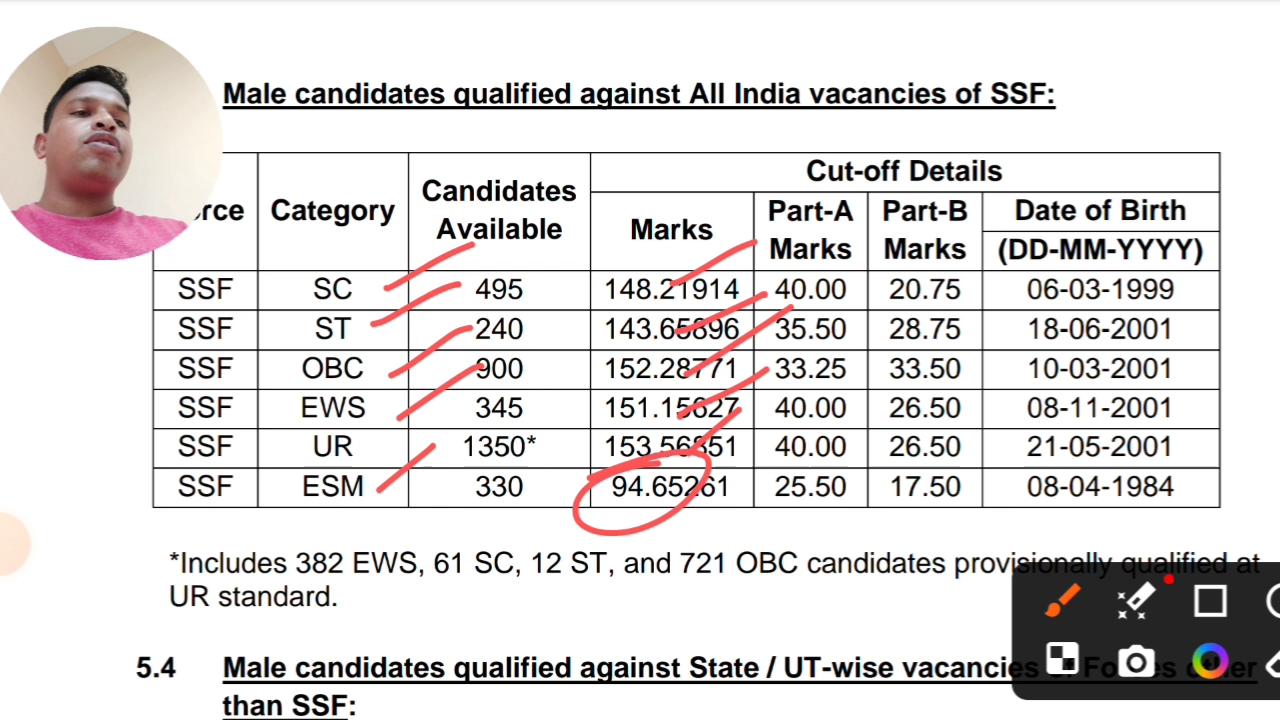 Male candidates qualified against All India vacancies of SSF:
Category Candidates Available Cut-off Details
Marks Part-A Marks Part-B Marks Date of Birth (DD-MM-YYYY)
SSF SC 495 148.21914 40.00 20.75 06-03-1999
SSF ST 240 143.65896 35.50 28.75 18-06-2001
SSF OBC 900 152.28771 33.25 33.50 10-03-2001
SSF EWS 345 151.15627 40.00 26.50 08-11-2001
SSF UR 1350* 153.56851 40.00 26.50 21-05-2001
SSF ESM 330 94.65261 25.50 17.50 08-04-1984
*Includes 382 EWS, 61 SC, 12 ST, and 721 OBC candidates provisionally qualified at
UR standard.
5.4 Male candidates qualified against State / UT-wise vacancies
than SSF: